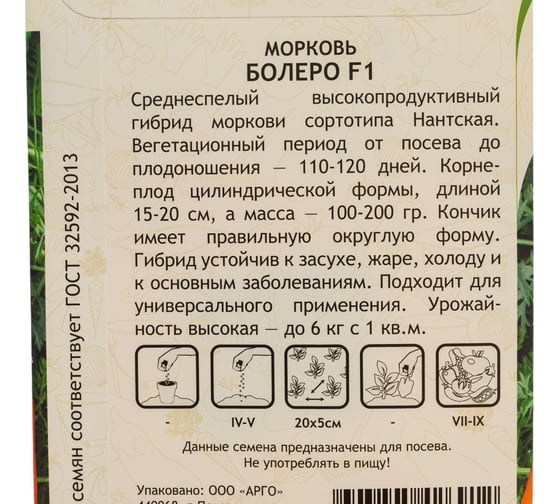 МОРКОВЬ
БОЛЕРО F1
Среднеспелый высокопродуктивный
гибрид моркови сортотипа Нантская.
Вегетационный период от посева до
плодоношения — 110-120 дней. Корне-
плод цилиндрической формы, длиной
15-20 см, а масса — 100-200 гр. Кончик
имеет правильную округлую форму.
Гибрид устойчив к засухе, жаре, холоду и
к основным заболеваниям. Подходит для
универсального применения. Урожай-
ность высокая — до 6 кг с 1 кв.м.
- IV-V 20х5см - VII-IX
Данные семена предназначены для посева.
Не употреблять в пищу!
Упаковано: ООО «АРГО»
семян соответствует ГОСТ 32592-2013